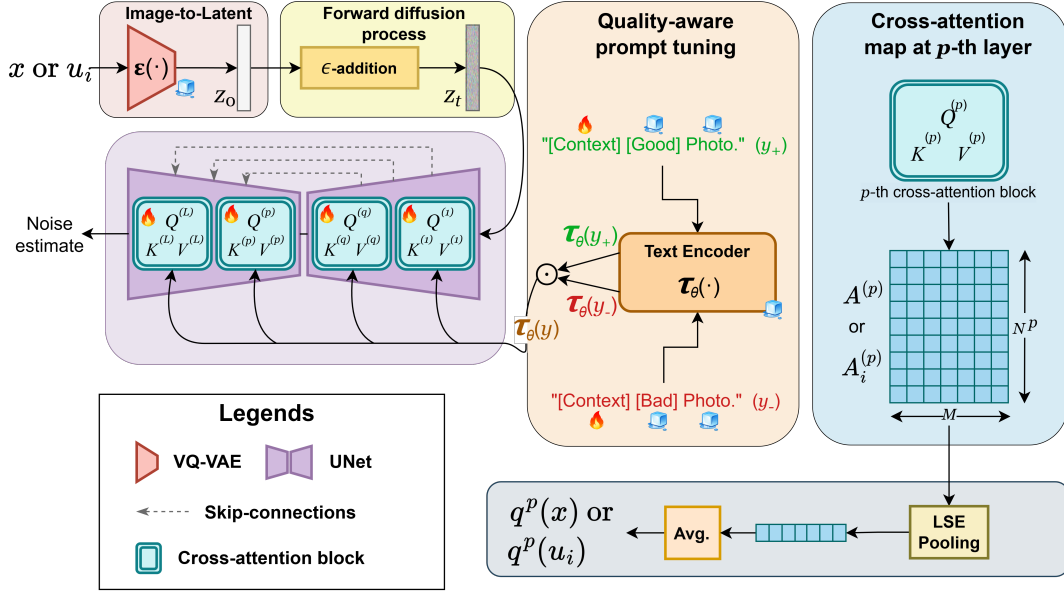 Image-to-Latent
x or u_i
ε(·)
z_0
Forward diffusion
process
ϵ-addition
z_t
Quality-aware
prompt tuning
"[Context] [Good] Photo." (y_+)
Text Encoder
τ_θ(·)
τ_θ(y_+)
τ_θ(y_-)
⊙
τ_θ(y)
"[Context] [Bad] Photo." (y_-)
Cross-attention
map at p-th layer
Q^(p)
K^(p) V^(p)
p-th cross-attention block
A^(p)
or
A_i^(p)
N^p
M
Noise
estimate
Q^(L)
K^(L) V^(L)
Q^(p)
K^(p) V^(p)
Q^(q)
K^(q) V^(q)
Q^(1)
K^(1) V^(1)
Legends
VQ-VAE
UNet
Skip-connections
Cross-attention block
q^p(x) or
q^p(u_i)
Avg.
LSE
Pooling